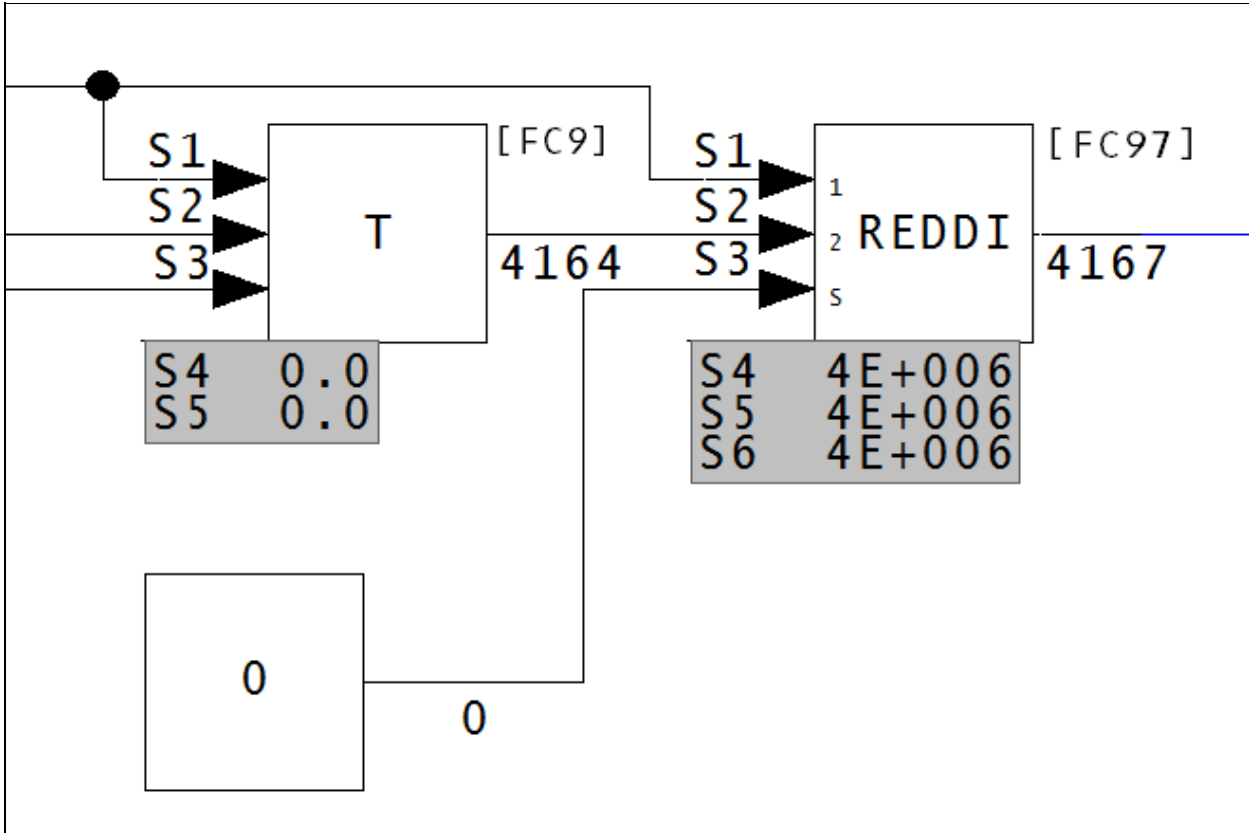 S1
S2
S3
T
[FC9]
4164
S4 0.0
S5 0.0
S1
S2
S3
1
2
S
REDDI
[FC97]
4167
S4 4E+006
S5 4E+006
S6 4E+006
0
0